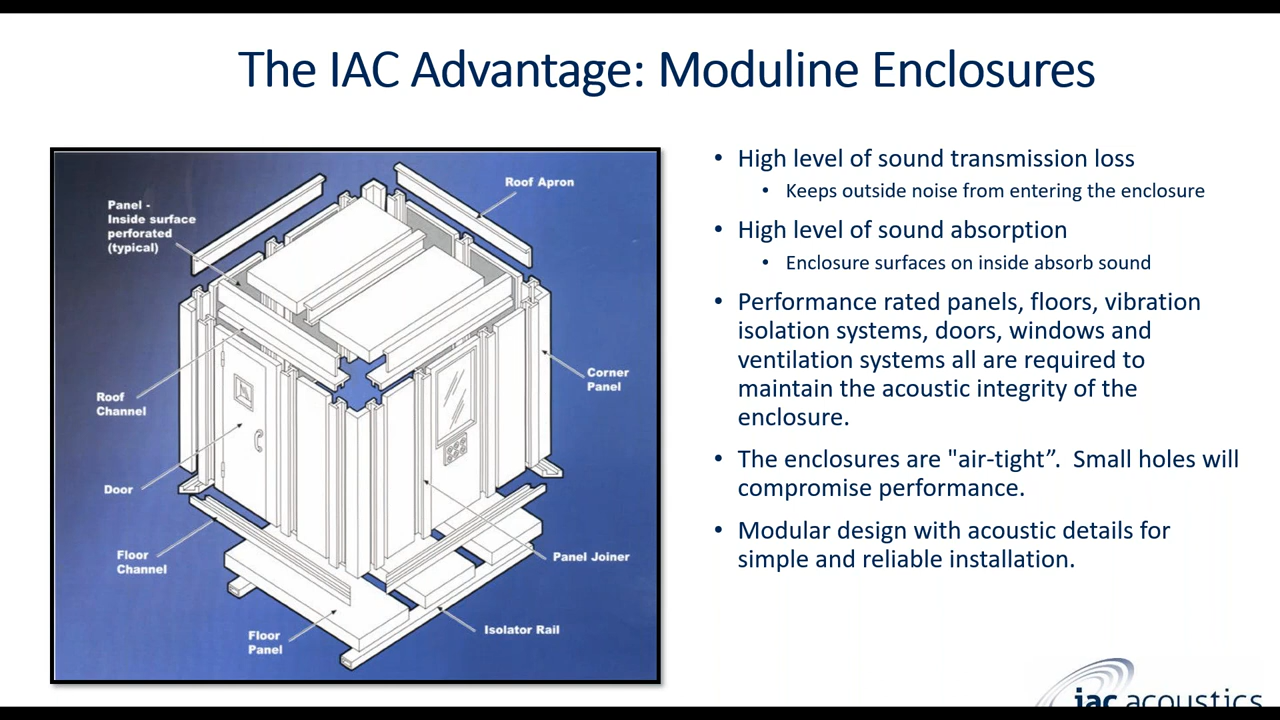 The IAC Advantage: Moduline Enclosures
Panel -
Inside surface
perforated
(typical)
Roof Apron
Corner
Panel
Roof
Channel
Door
Floor
Channel
Panel Joiner
Floor
Panel
Isolator Rail
• High level of sound transmission loss
• Keeps outside noise from entering the enclosure
• High level of sound absorption
• Enclosure surfaces on inside absorb sound
• Performance rated panels, floors, vibration
isolation systems, doors, windows and
ventilation systems all are required to
maintain the acoustic integrity of the
enclosure.
• The enclosures are "air-tight”.  Small holes will
compromise performance.
• Modular design with acoustic details for
simple and reliable installation.
iac acoustics